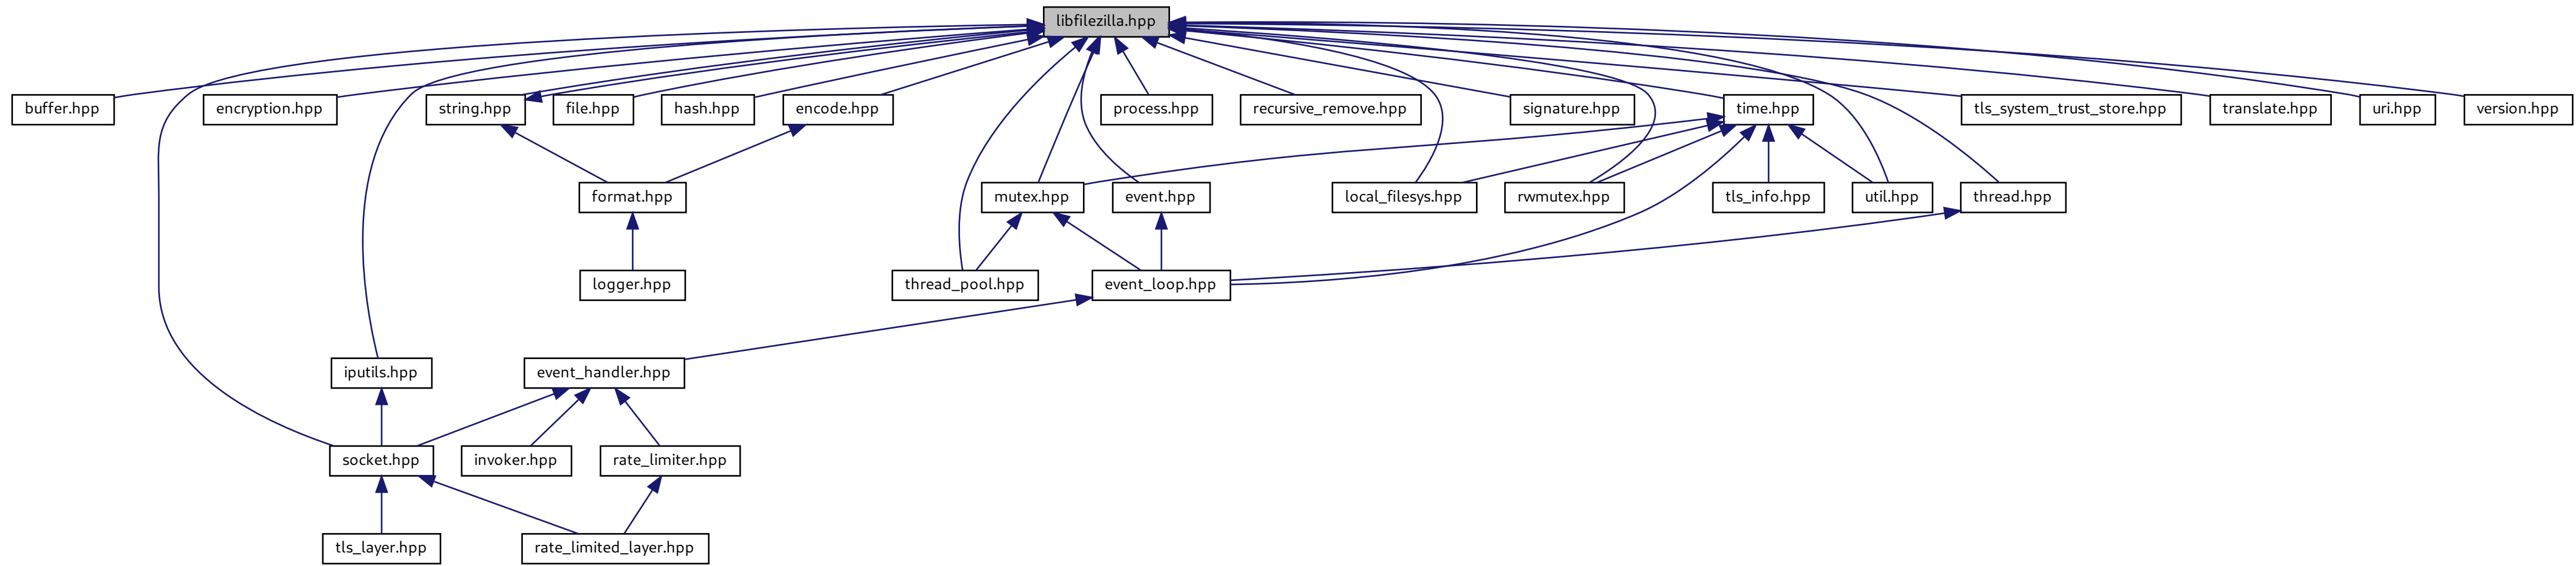 libfilezilla.hpp
buffer.hpp
encryption.hpp
string.hpp
file.hpp
hash.hpp
encode.hpp
process.hpp
recursive_remove.hpp
signature.hpp
time.hpp
tls_system_trust_store.hpp
translate.hpp
uri.hpp
version.hpp
format.hpp
mutex.hpp
event.hpp
local_filesys.hpp
rwmutex.hpp
tls_info.hpp
util.hpp
thread.hpp
logger.hpp
thread_pool.hpp
event_loop.hpp
iputils.hpp
event_handler.hpp
socket.hpp
invoker.hpp
rate_limiter.hpp
tls_layer.hpp
rate_limited_layer.hpp